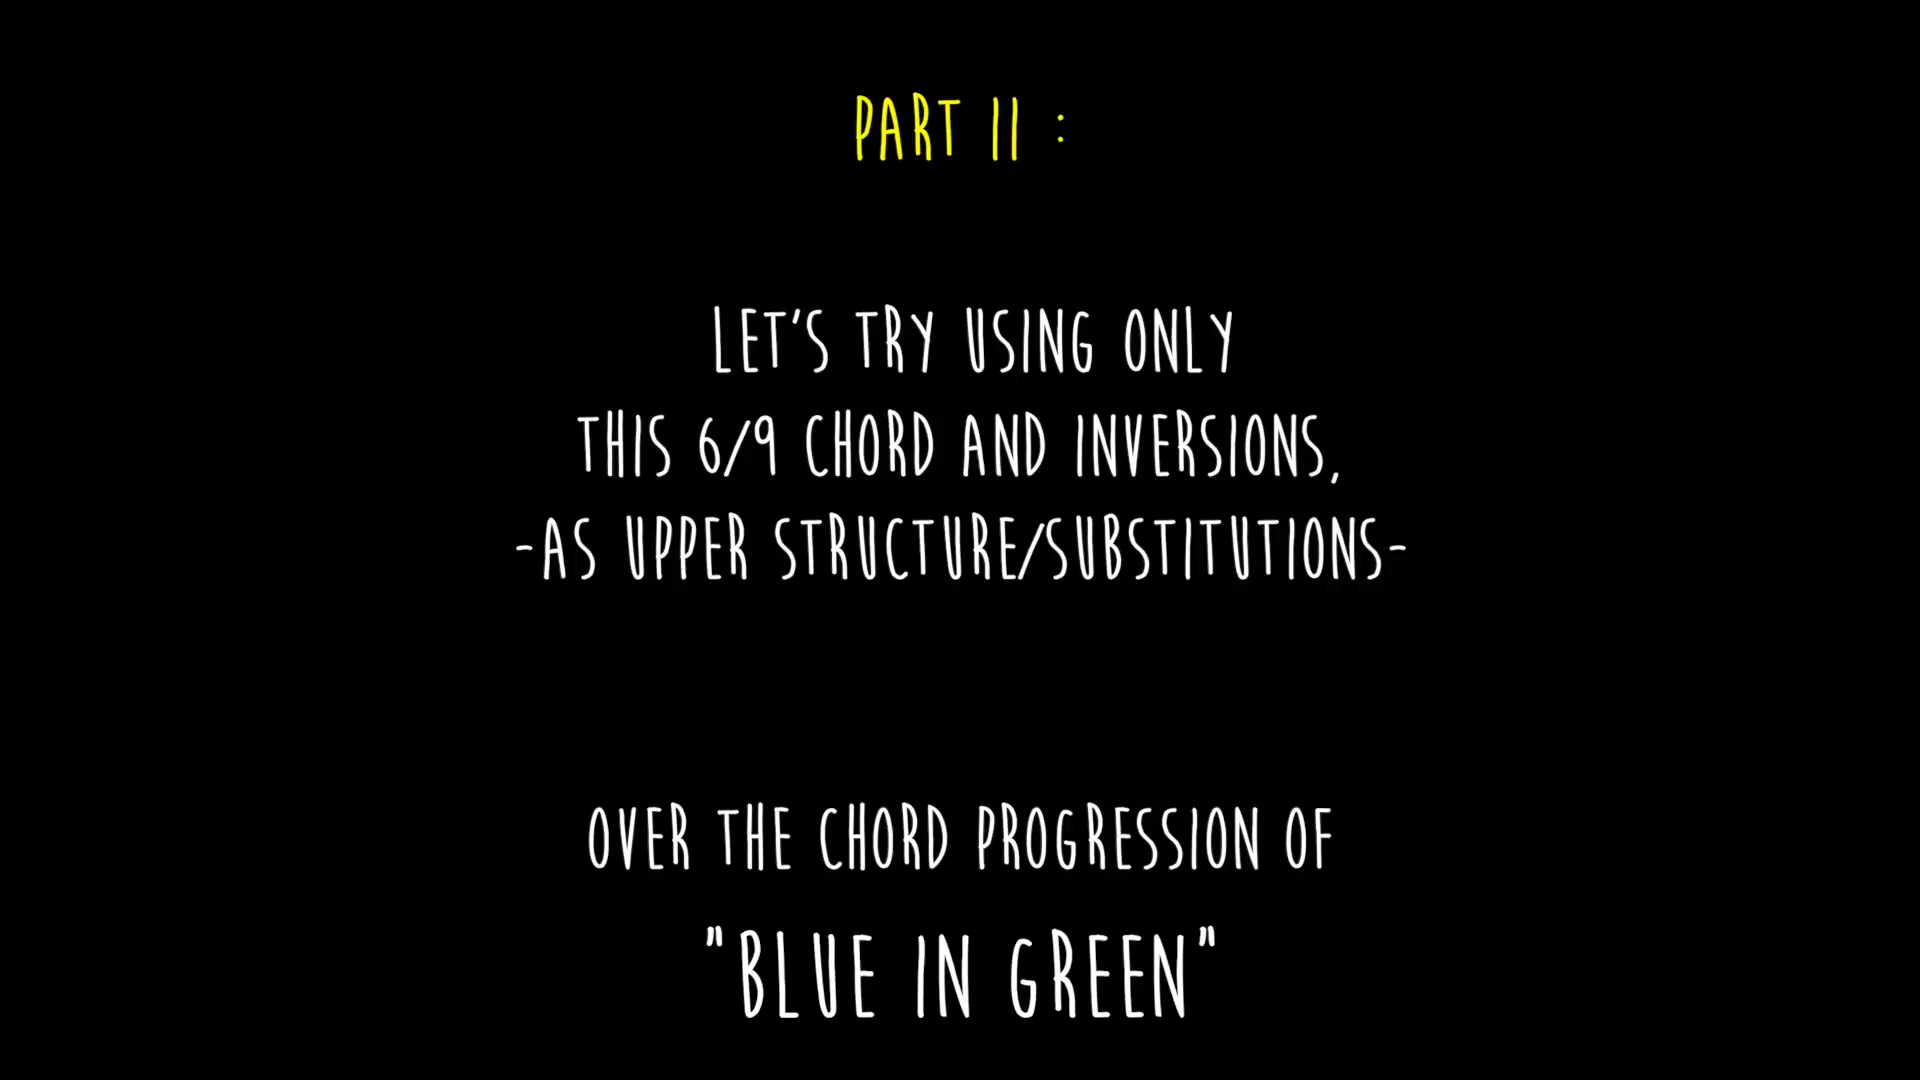 PART II :
LET'S TRY USING ONLY
THIS 6/9 CHORD AND INVERSIONS,
-AS UPPER STRUCTURE/SUBSTITUTIONS-
OVER THE CHORD PROGRESSION OF
"BLUE IN GREEN"